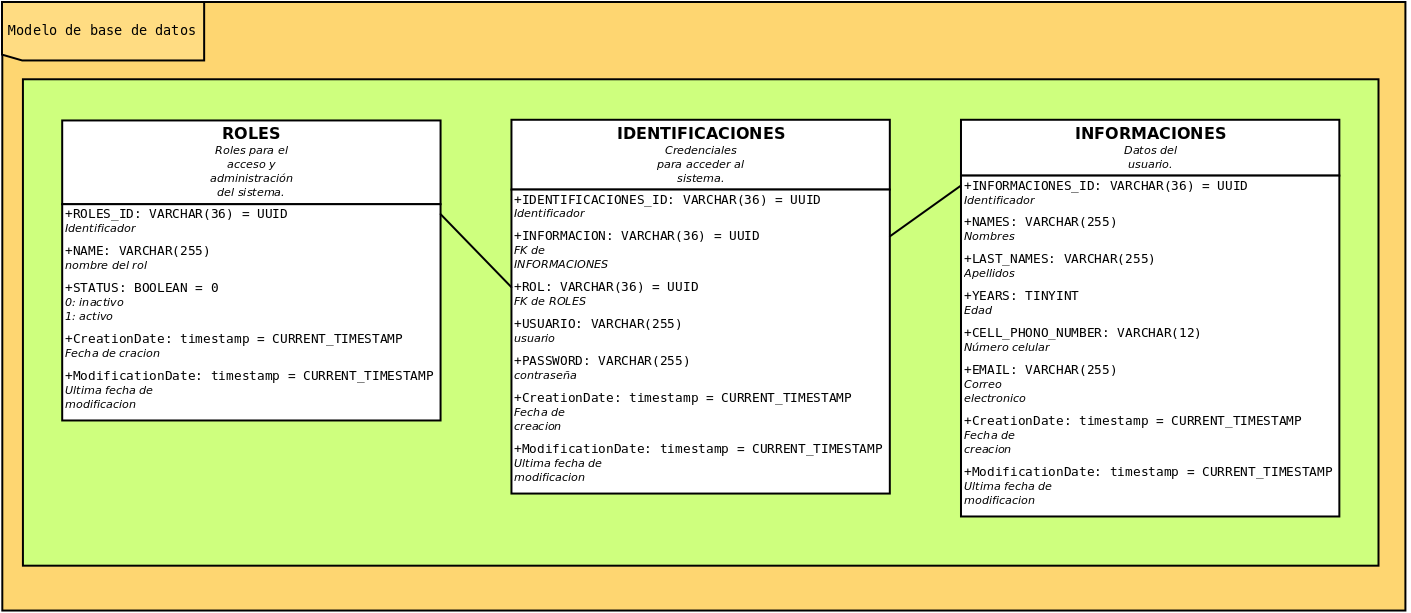 Modelo de base de datos
ROLES
Roles para el
acceso y
administración
del sistema.
+ROLES_ID: VARCHAR(36) = UUID
Identificador
+NAME: VARCHAR(255)
nombre del rol
+STATUS: BOOLEAN = 0
0: inactivo
1: activo
+CreationDate: timestamp = CURRENT_TIMESTAMP
Fecha de cracion
+ModificationDate: timestamp = CURRENT_TIMESTAMP
Ultima fecha de
modificacion
IDENTIFICACIONES
Credenciales
para acceder al
sistema.
+IDENTIFICACIONES_ID: VARCHAR(36) = UUID
Identificador
+INFORMACION: VARCHAR(36) = UUID
FK de
INFORMACIONES
+ROL: VARCHAR(36) = UUID
FK de ROLES
+USUARIO: VARCHAR(255)
usuario
+PASSWORD: VARCHAR(255)
contraseña
+CreationDate: timestamp = CURRENT_TIMESTAMP
Fecha de
creacion
+ModificationDate: timestamp = CURRENT_TIMESTAMP
Ultima fecha de
modificacion
INFORMACIONES
Datos del
usuario.
+INFORMACIONES_ID: VARCHAR(36) = UUID
Identificador
+NAMES: VARCHAR(255)
Nombres
+LAST_NAMES: VARCHAR(255)
Apellidos
+YEARS: TINYINT
Edad
+CELL_PHONO_NUMBER: VARCHAR(12)
Número celular
+EMAIL: VARCHAR(255)
Correo
electronico
+CreationDate: timestamp = CURRENT_TIMESTAMP
Fecha de
creacion
+ModificationDate: timestamp = CURRENT_TIMESTAMP
Ultima fecha de
modificacion